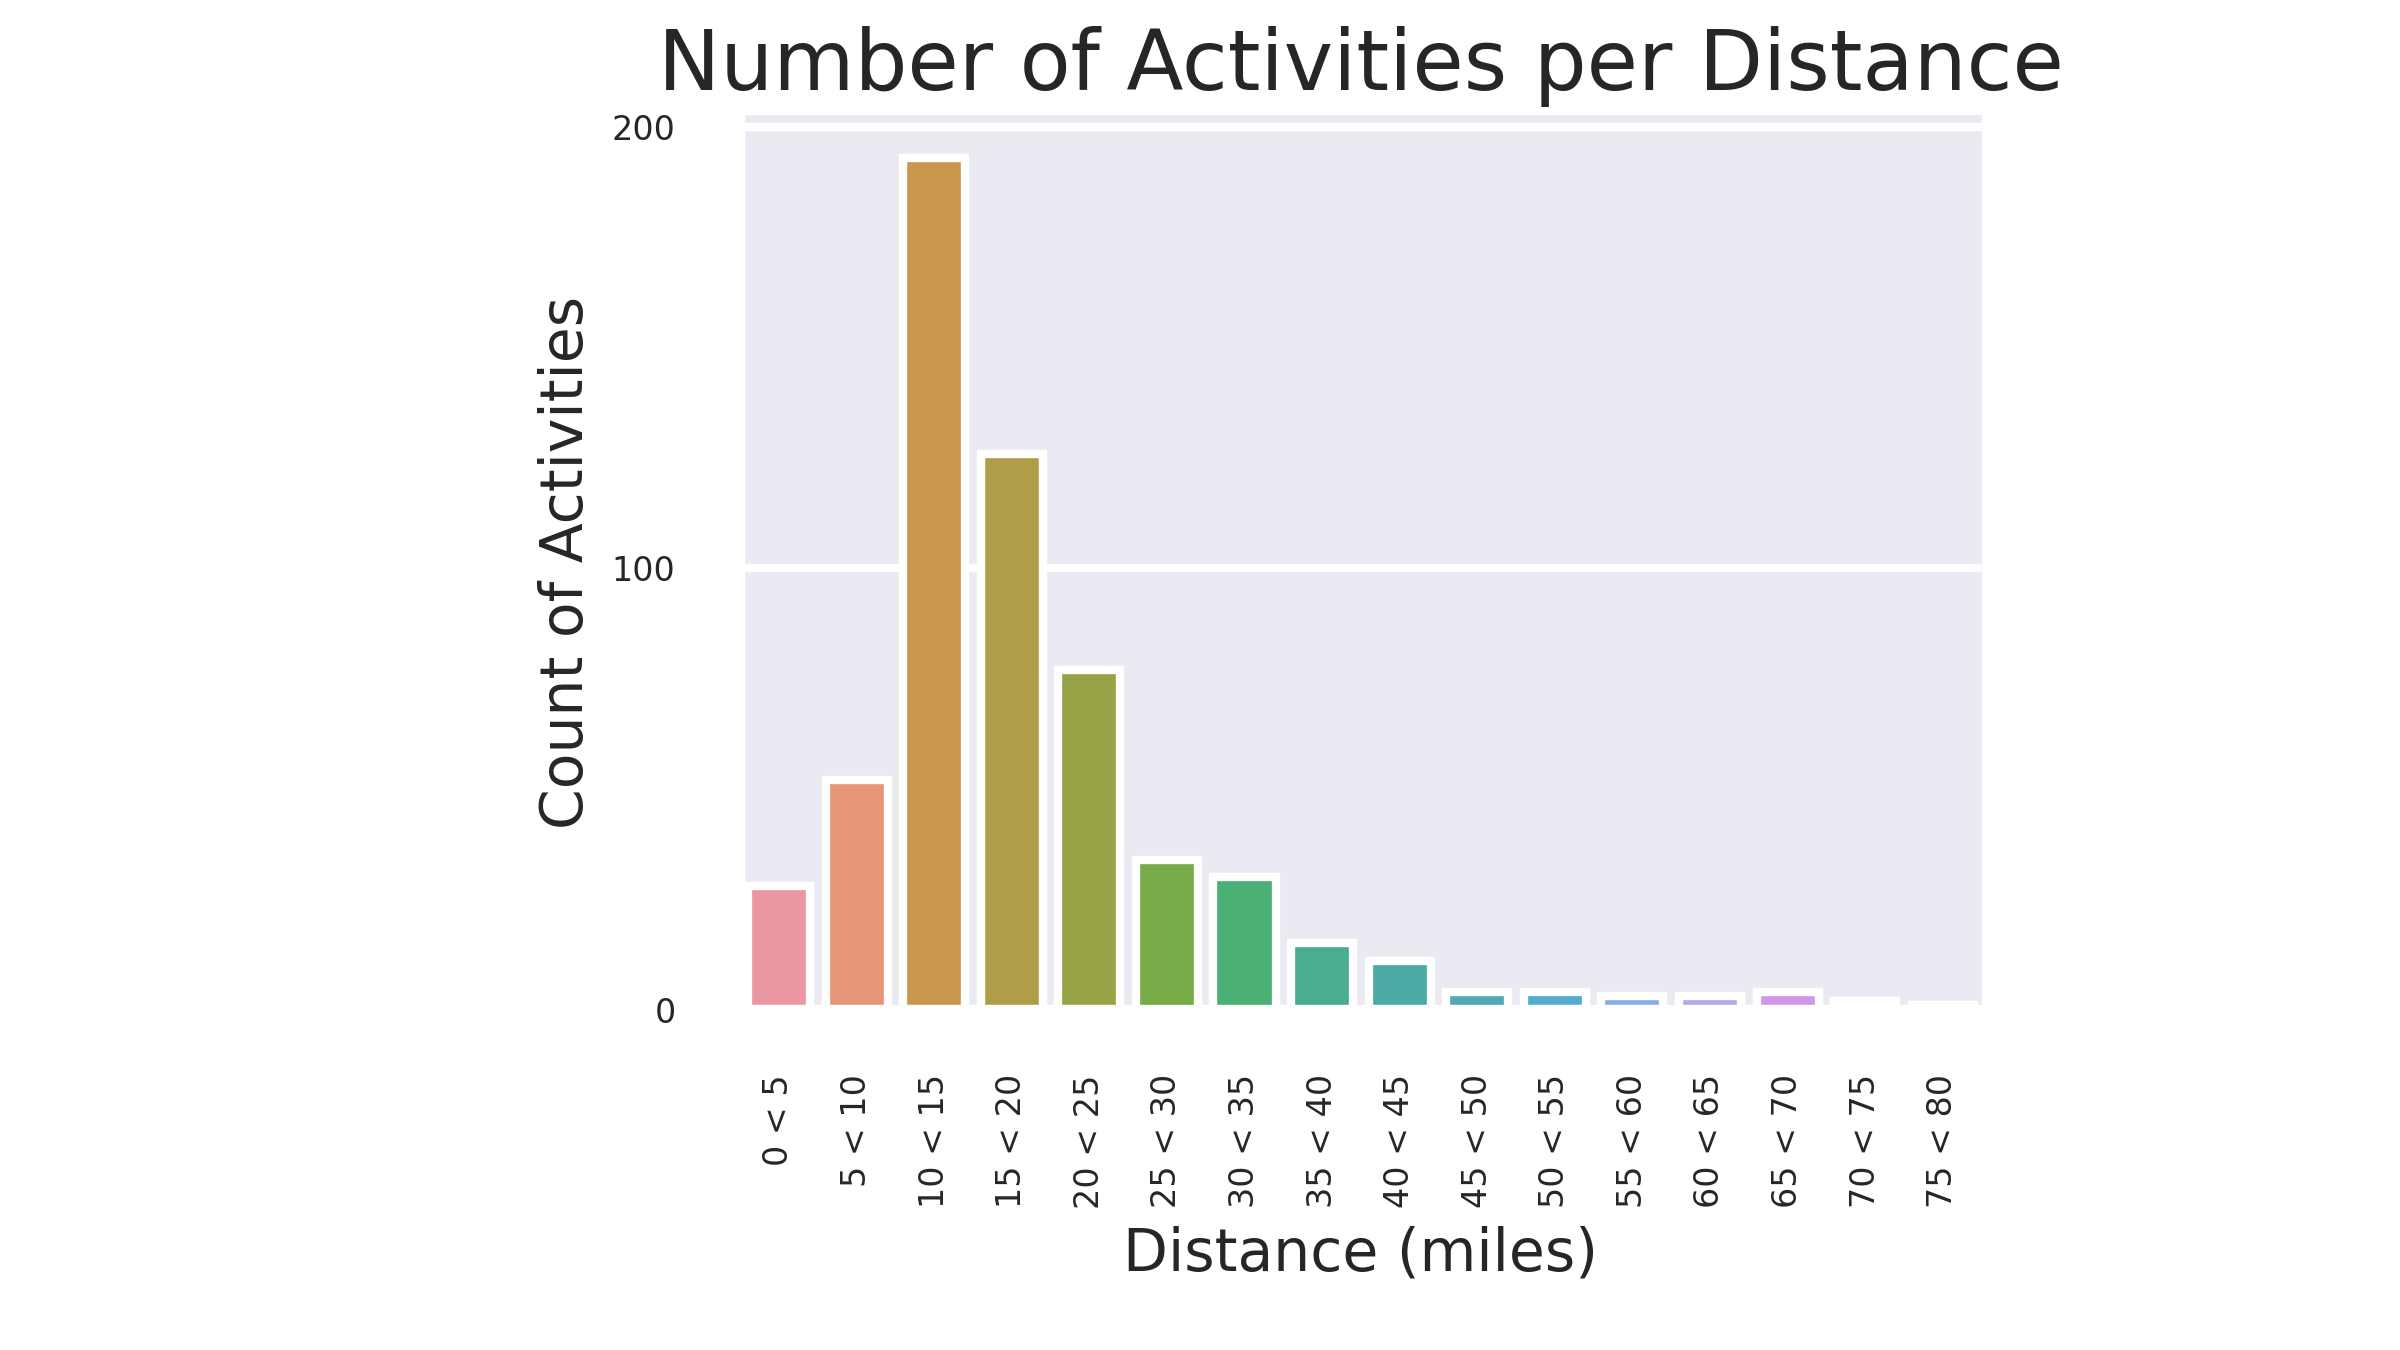 Number of Activities per Distance
Count of Activities
200
100
0
0 < 5
5 < 10
10 < 15
15 < 20
20 < 25
25 < 30
30 < 35
35 < 40
40 < 45
45 < 50
50 < 55
55 < 60
60 < 65
65 < 70
70 < 75
75 < 80
Distance (miles)